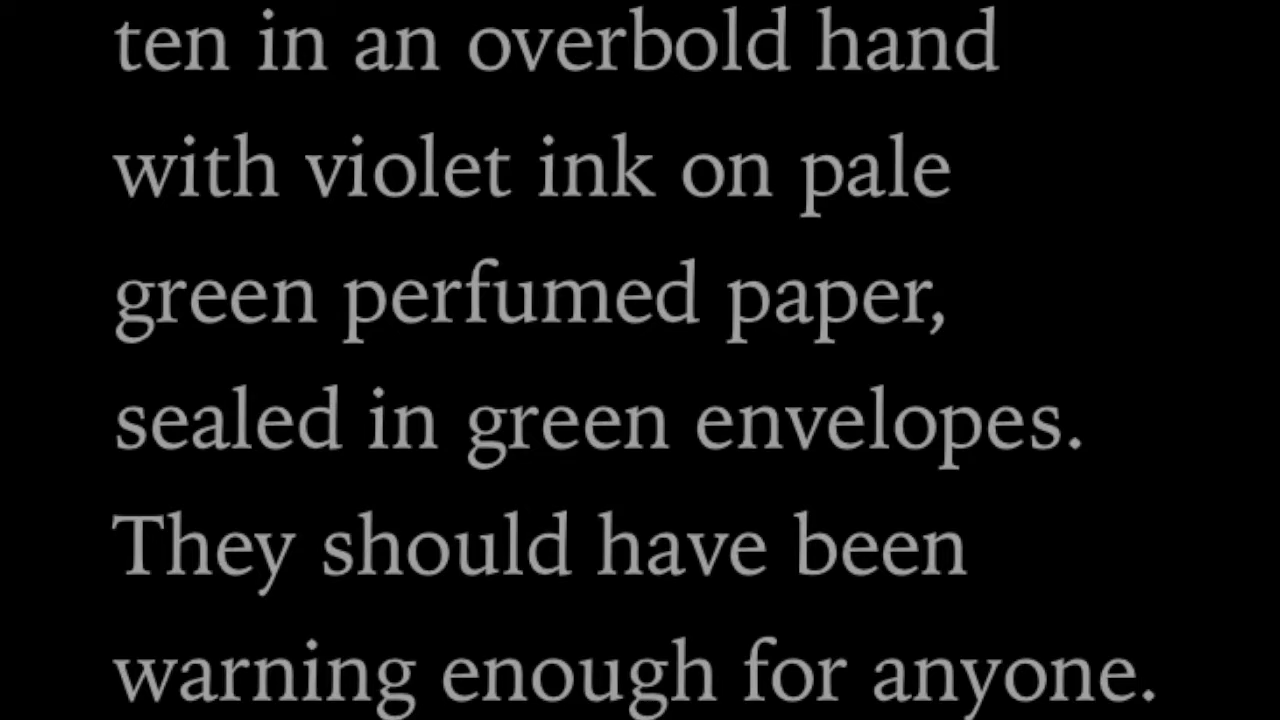 ten in an overbold hand
with violet ink on pale
green perfumed paper,
sealed in green envelopes.
They should have been
warning enough for anyone.